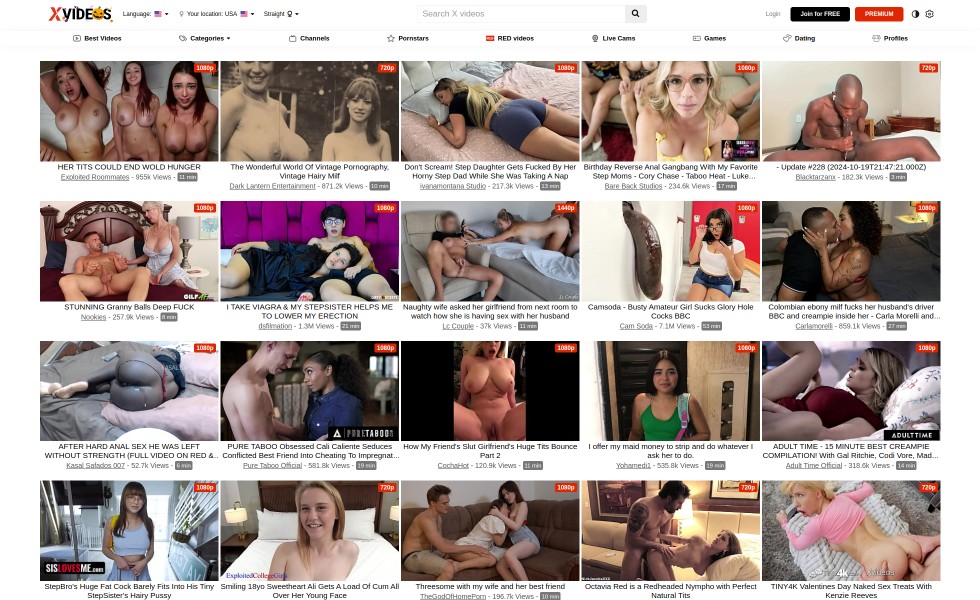 XVIDEOS
Language:
Your location: USA
Straight
Search X videos
Login
Join for FREE
PREMIUM
Best Videos
Categories
Channels
Pornstars
RED videos
Live Cams
Games
Dating
Profiles
1080p
720p
1080p
1080p
720p
HER TITS COULD END WOLD HUNGER
Exploited Roommates - 955k Views - 11 min
The Wonderful World Of Vintage Pornography,
Vintage Hairy Milf
Dark Lantern Entertainment - 871.2k Views - 10 min
Don't Scream! Step Daughter Gets Fucked By Her
Horny Step Dad While She Was Taking A Nap
ivanamontana Studio - 217.3k Views - 13 min
Birthday Reverse Anal Gangbang With My Favorite
Step Moms - Cory Chase - Taboo Heat - Luke...
Bare Back Studios - 234.6k Views - 17 min
- Update #228 (2024-10-19T21:47:21.000Z)
Blacktarzanx - 182.3k Views - 3 min
1080p
1080p
1440p
1080p
1080p
GILF
STUNNING Granny Balls Deep FUCK
Nookies - 257.9k Views - 8 min
I TAKE VIAGRA & MY STEPSISTER HELPS ME
TO LOWER MY ERECTION
dsfilmation - 1.3M Views - 21 min
Naughty wife asked her girlfriend from next room to
watch how she is having sex with her husband
Lc Couple - 37k Views - 11 min
Camsoda - Busty Amateur Girl Sucks Glory Hole
Cocks BBC
Cam Soda - 7.1M Views - 53 min
Colombian ebony milf fucks her husband's driver
BBC and creampie inside her - Carla Morelli and...
Carlamorelli - 859.1k Views - 27 min
1080p
1080p
1080p
1080p
1080p
PURETABOO
ADULTTIME
AFTER HARD ANAL SEX HE WAS LEFT
WITHOUT STRENGTH (FULL VIDEO ON RED &...
Kasal Safados 007 - 52.7k Views - 6 min
PURE TABOO Obsessed Cali Caliente Seduces
Conflicted Best Friend Into Cheating To Impregnat...
Pure Taboo Official - 581.8k Views - 19 min
How My Friend's Slut Girlfriend's Huge Tits Bounce
Part 2
CochaHot - 120.9k Views - 11 min
I offer my maid money to strip and do whatever I
ask her to do.
Yohamedi1 - 535.8k Views - 19 min
ADULT TIME - 15 MINUTE BEST CREAMPIE
COMPILATION! With Gal Ritchie, Codi Vore, Mad...
Adult Time Official - 318.6k Views - 14 min
1080p
720p
1080p
720p
720p
SISLOVESME.COM
ExploitedCollegeGirls
4K
StepBro's Huge Fat Cock Barely Fits Into His Tiny
StepSister's Hairy Pussy
Smiling 18yo Sweetheart Ali Gets A Load Of Cum All
Over Her Young Face
Threesome with my wife and her best friend
TheGodOfHomePorn - 196.7k Views - 10 min
Octavia Red is a Redheaded Nympho with Perfect
Natural Tits
TINY4K Valentines Day Naked Sex Treats With
Kenzie Reeves